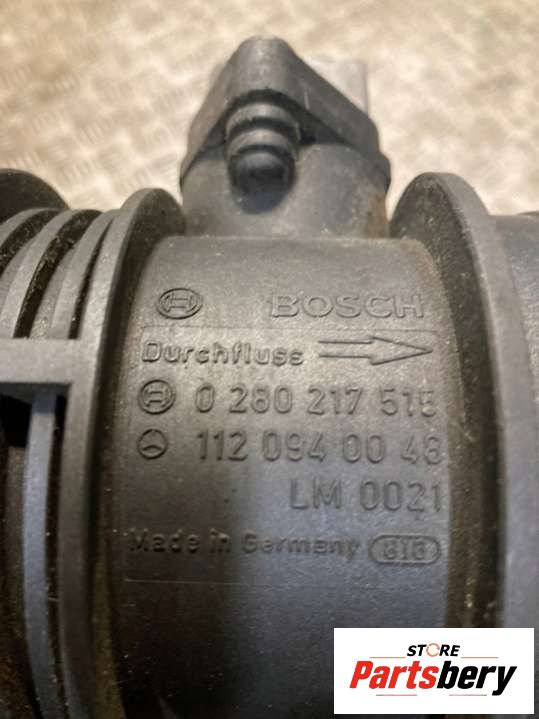 BOSCH
Durchfluss
0 280 217 515
112 094 00 48
LM 0021
Made in Germany
STORE
Partsbery